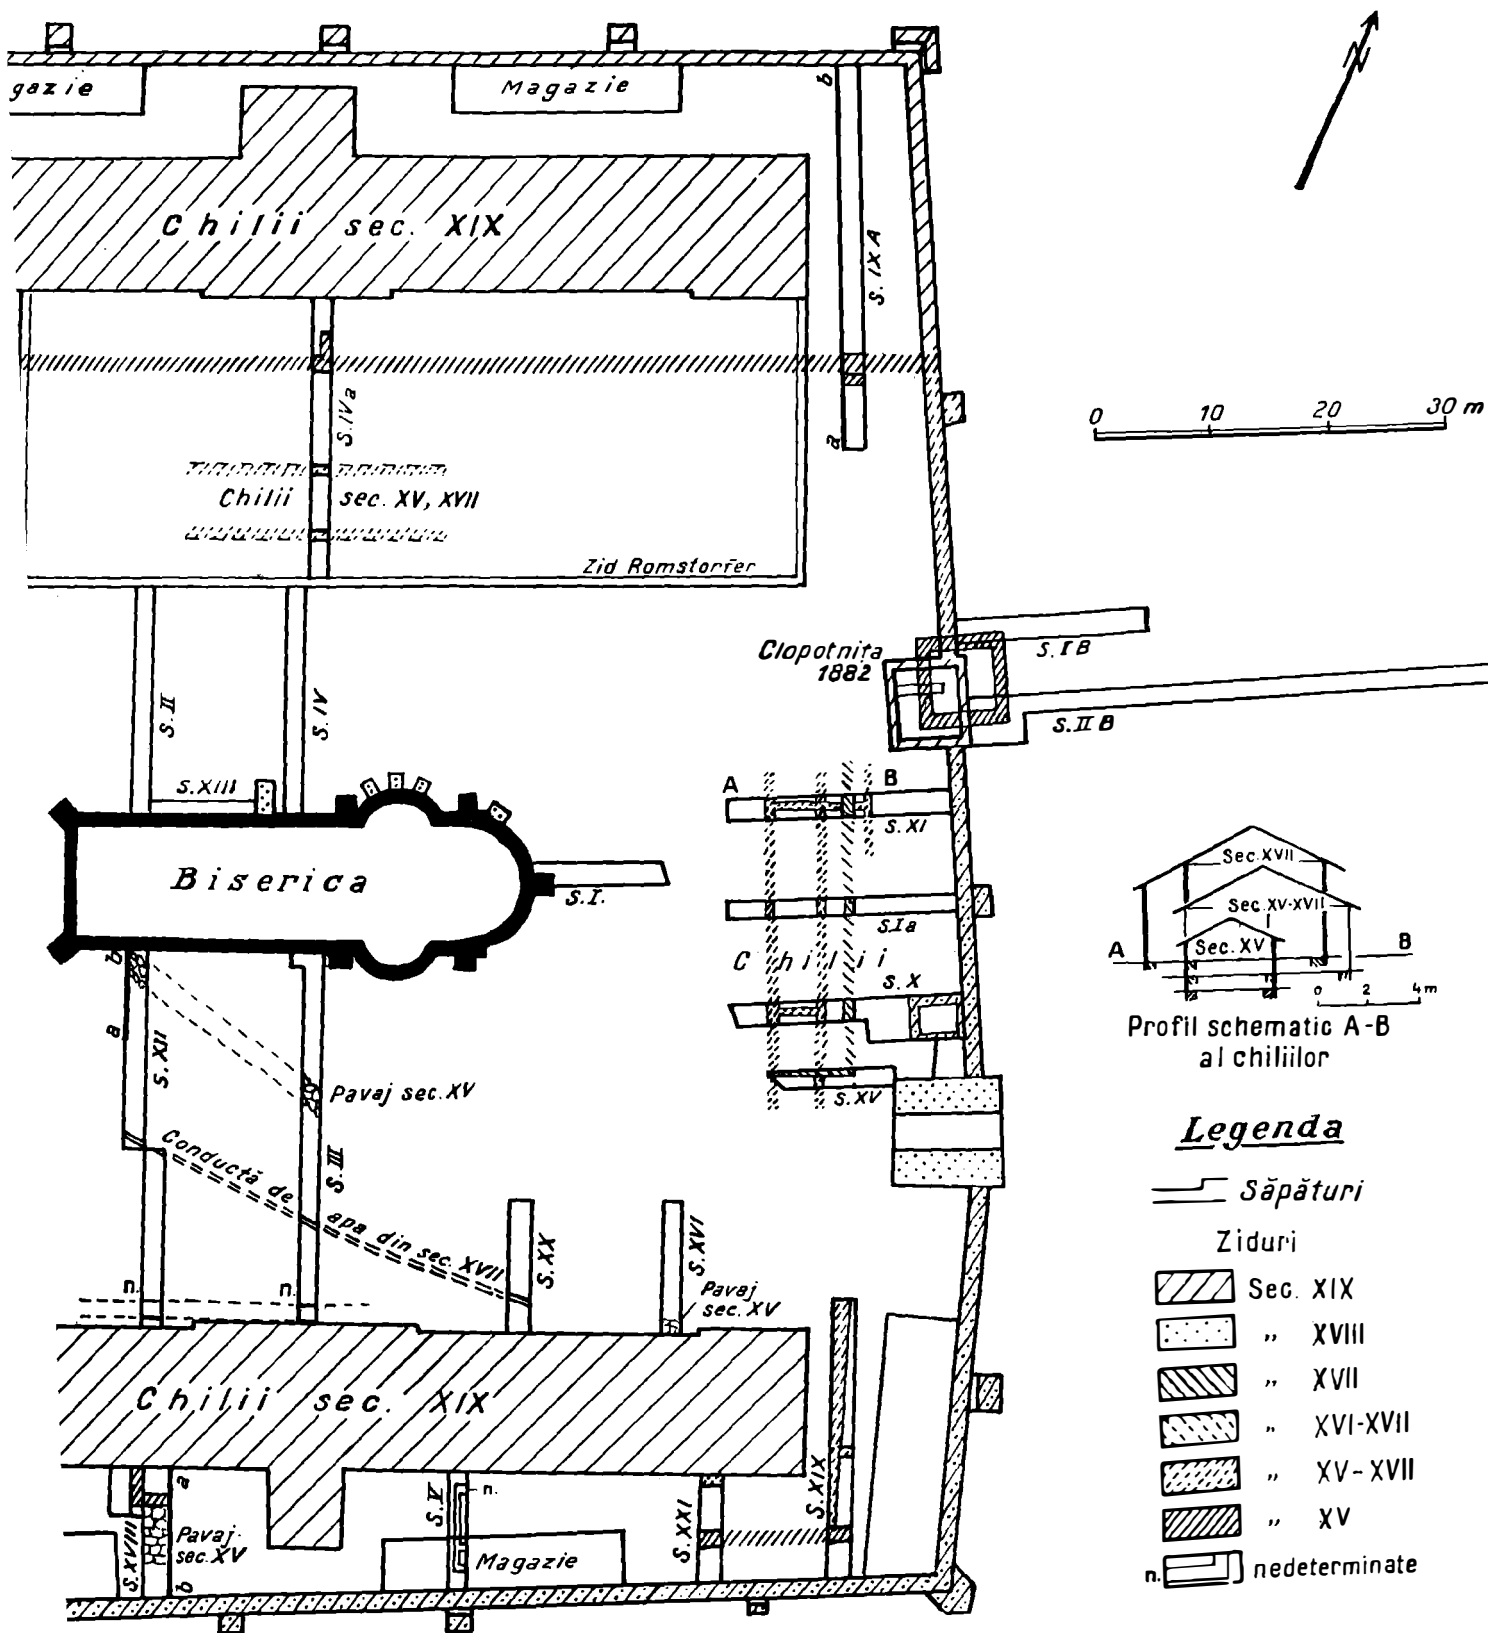 gazie
Magazie
b
N
Chilii sec. XIX
S. IX A
0 10 20 30 m
S. IVa
a
Chilii sec. XV, XVII
Zid Romstorfer
Clopotnița
1882
S. I B
S. II B
S. II
S. IV
S. XIII
A B
S. XI
Biserica
S. I.
S. Ia
Chilii
S. X
S. XV
Sec. XVII
Sec. XV-XVII
Sec. XV
A B
0 2 4 m
Profil schematic A-B
al chiliilor
b
a
S. XII
Pavaj sec. XV
S. III
Conductă de apa din sec. XVII
S. XX
S. XVI
Pavaj
sec. XV
n.
n.
Legenda
Săpături
Ziduri
Sec. XIX
„ XVIII
„ XVII
„ XVI-XVII
„ XV-XVII
„ XV
n. nedeterminate
Chilii sec. XIX
a
S. XVIII
Pavaj
sec. XV
b
S. V
n.
Magazie
S. XXI
S. XIX